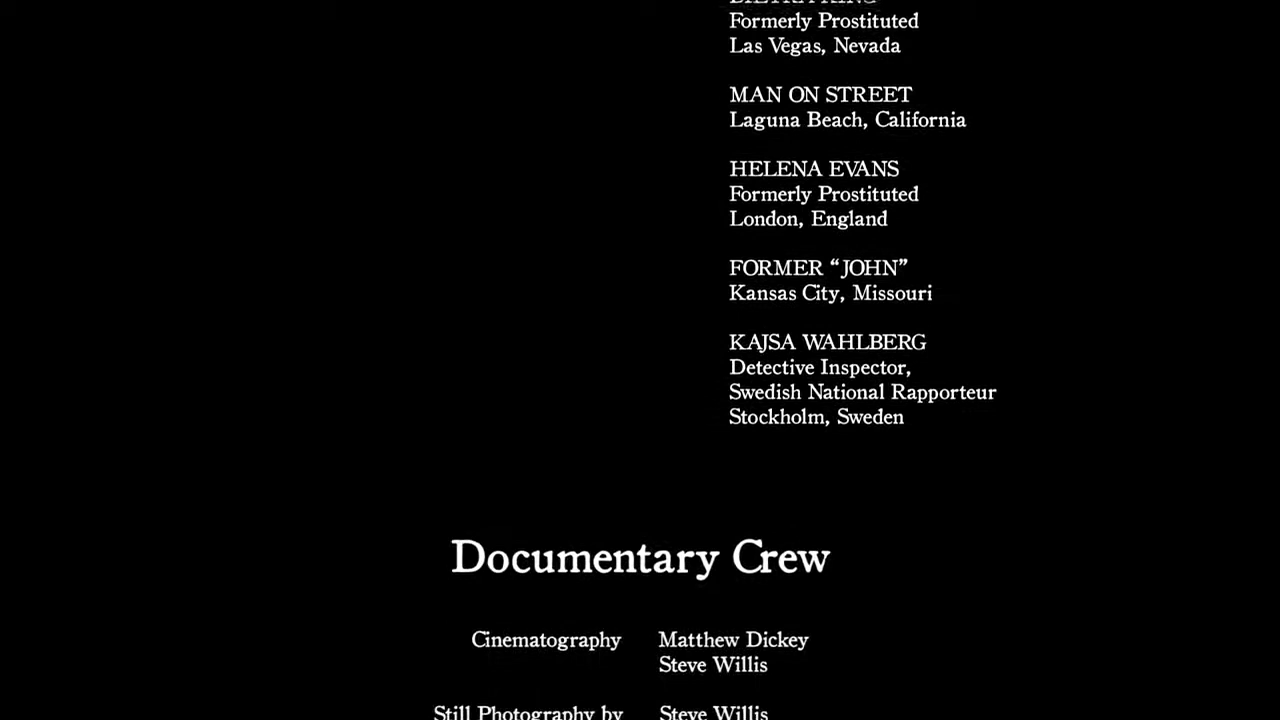 Formerly Prostituted
Las Vegas, Nevada
MAN ON STREET
Laguna Beach, California
HELENA EVANS
Formerly Prostituted
London, England
FORMER “JOHN”
Kansas City, Missouri
KAJSA WAHLBERG
Detective Inspector,
Swedish National Rapporteur
Stockholm, Sweden
Documentary Crew
Cinematography Matthew Dickey
Steve Willis
Still Photography by Steve Willis